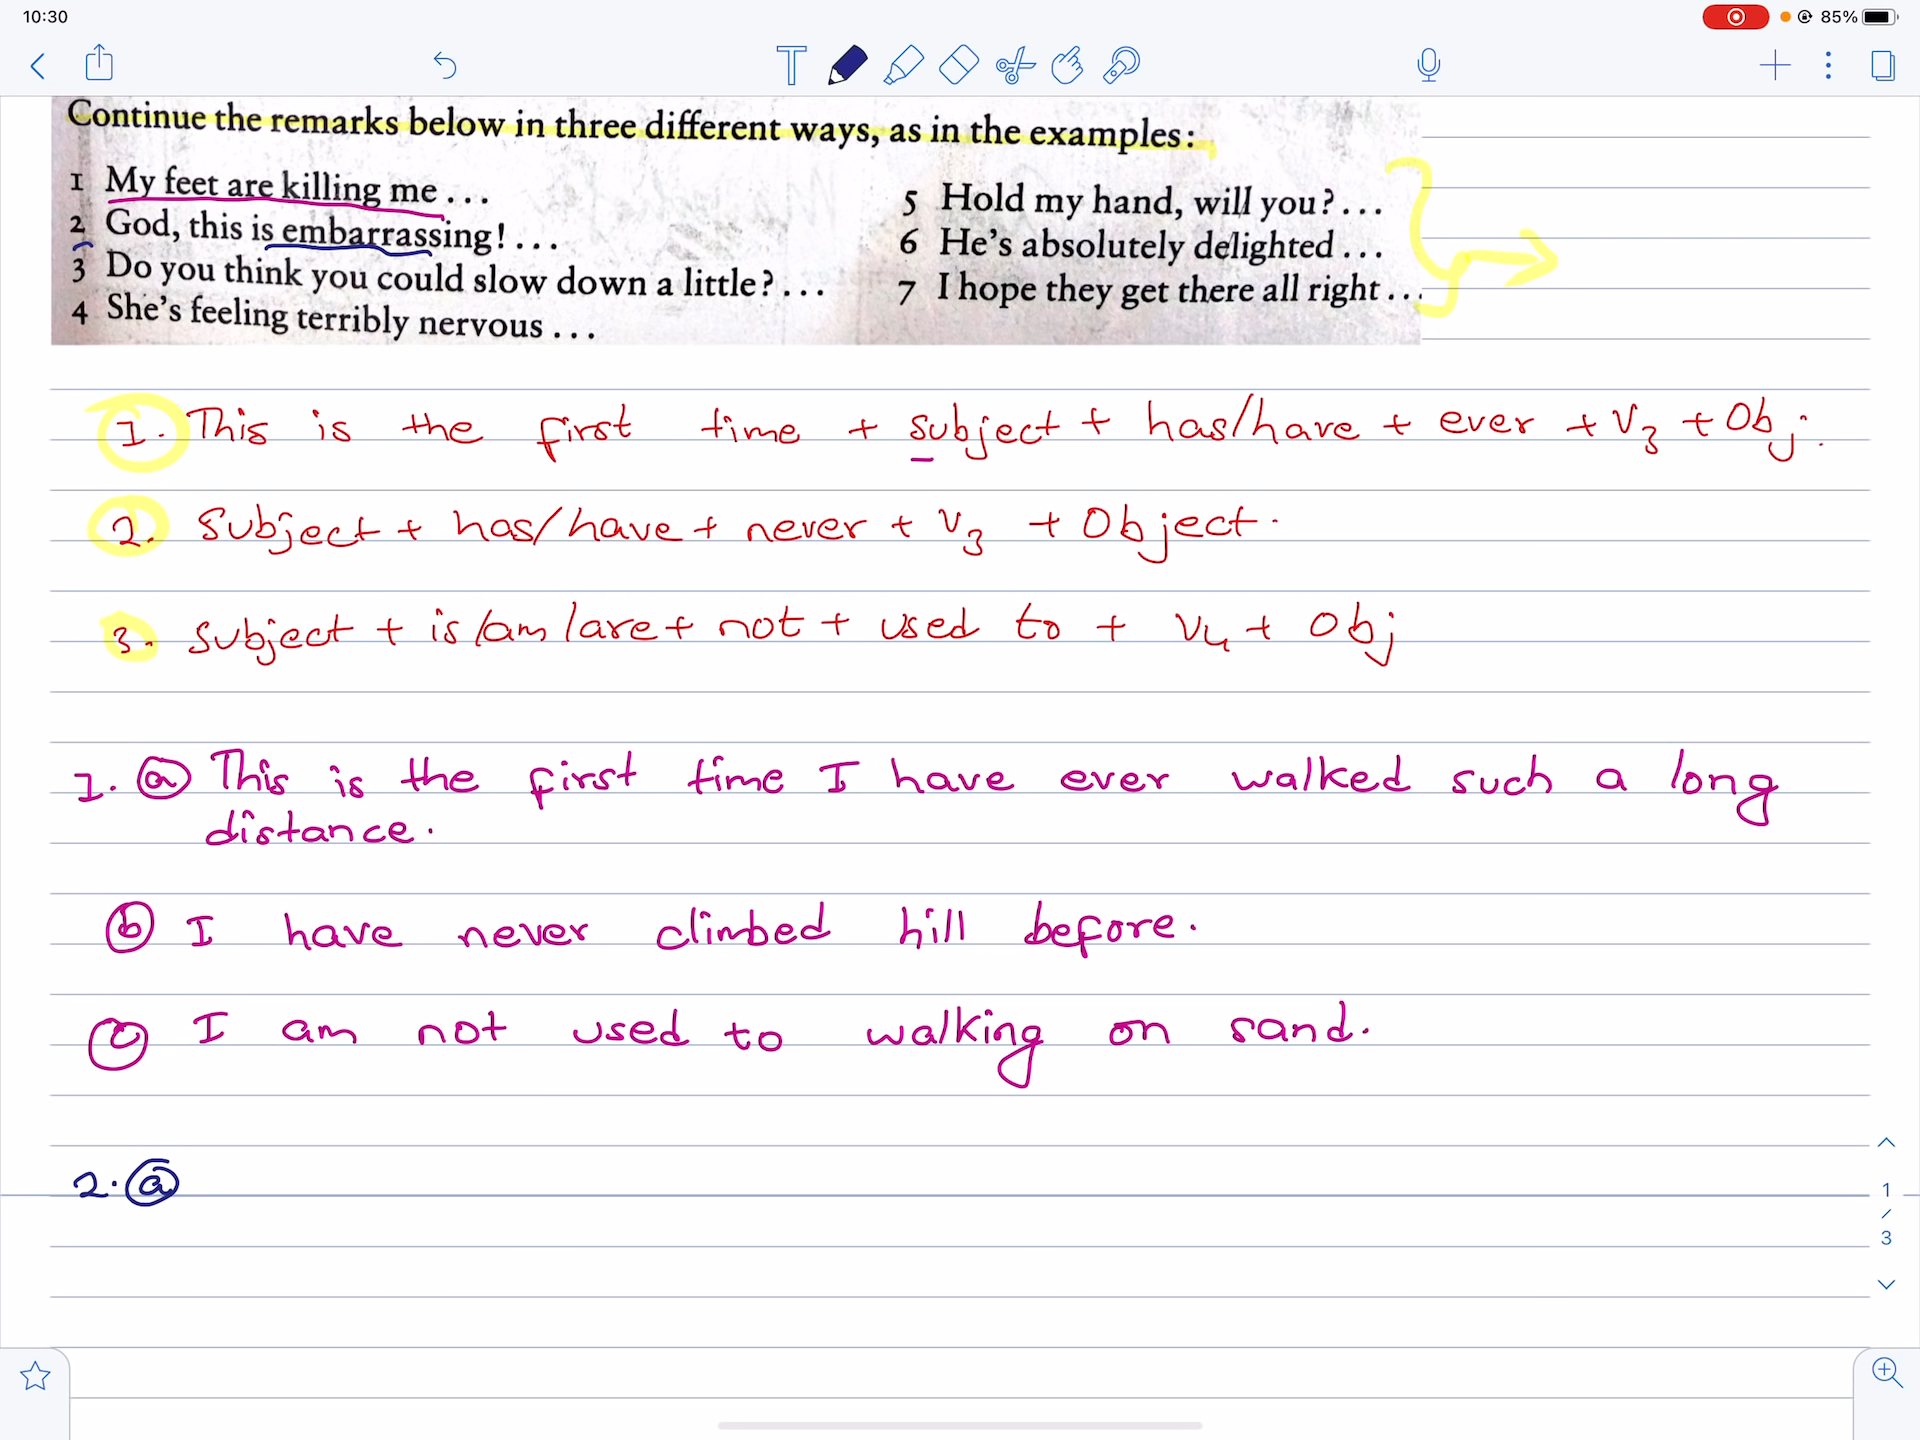 10:30
85%
Continue the remarks below in three different ways, as in the examples:
1 My feet are killing me ...
2 God, this is embarrassing! ...
3 Do you think you could slow down a little? ...
4 She's feeling terribly nervous ...
5 Hold my hand, will you? ...
6 He's absolutely delighted ...
7 I hope they get there all right ...
1. This is the first time + subject + has/have + ever + V3 + Obj.
2. Subject + has/have + never + V3 + Object.
3. Subject + is/am/are + not + used to + V4 + Obj
1. (a) This is the first time I have ever walked such a long
distance.
(b) I have never climbed hill before.
(c) I am not used to walking on sand.
2. (a)
1
/
3